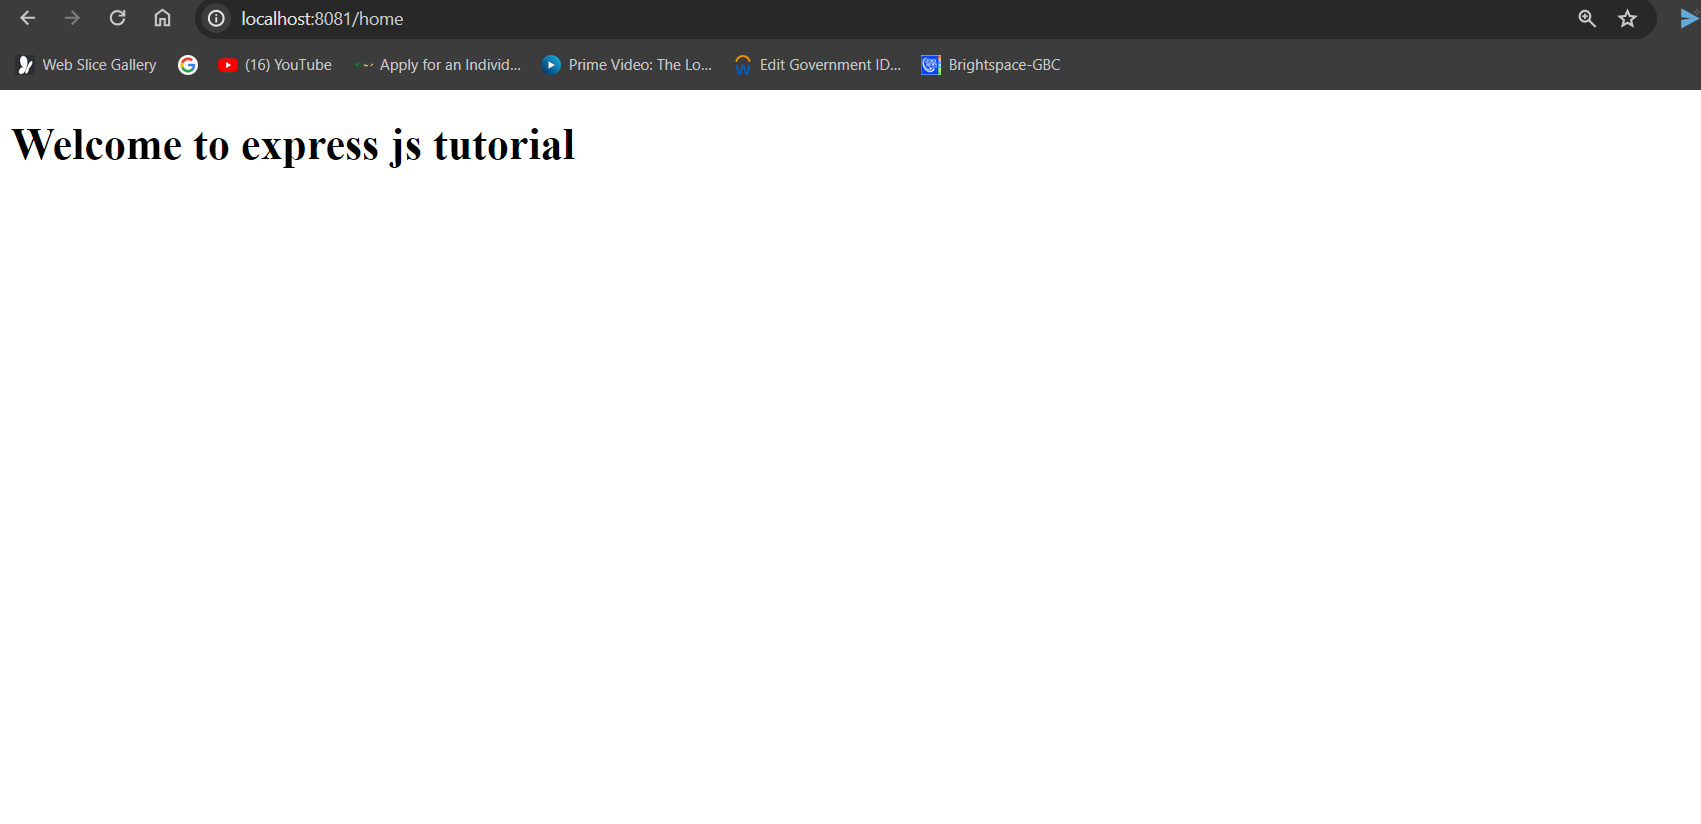 localhost:8081/home
Web Slice Gallery (16) YouTube Apply for an Individ... Prime Video: The Lo... Edit Government ID... Brightspace-GBC
Welcome to express js tutorial